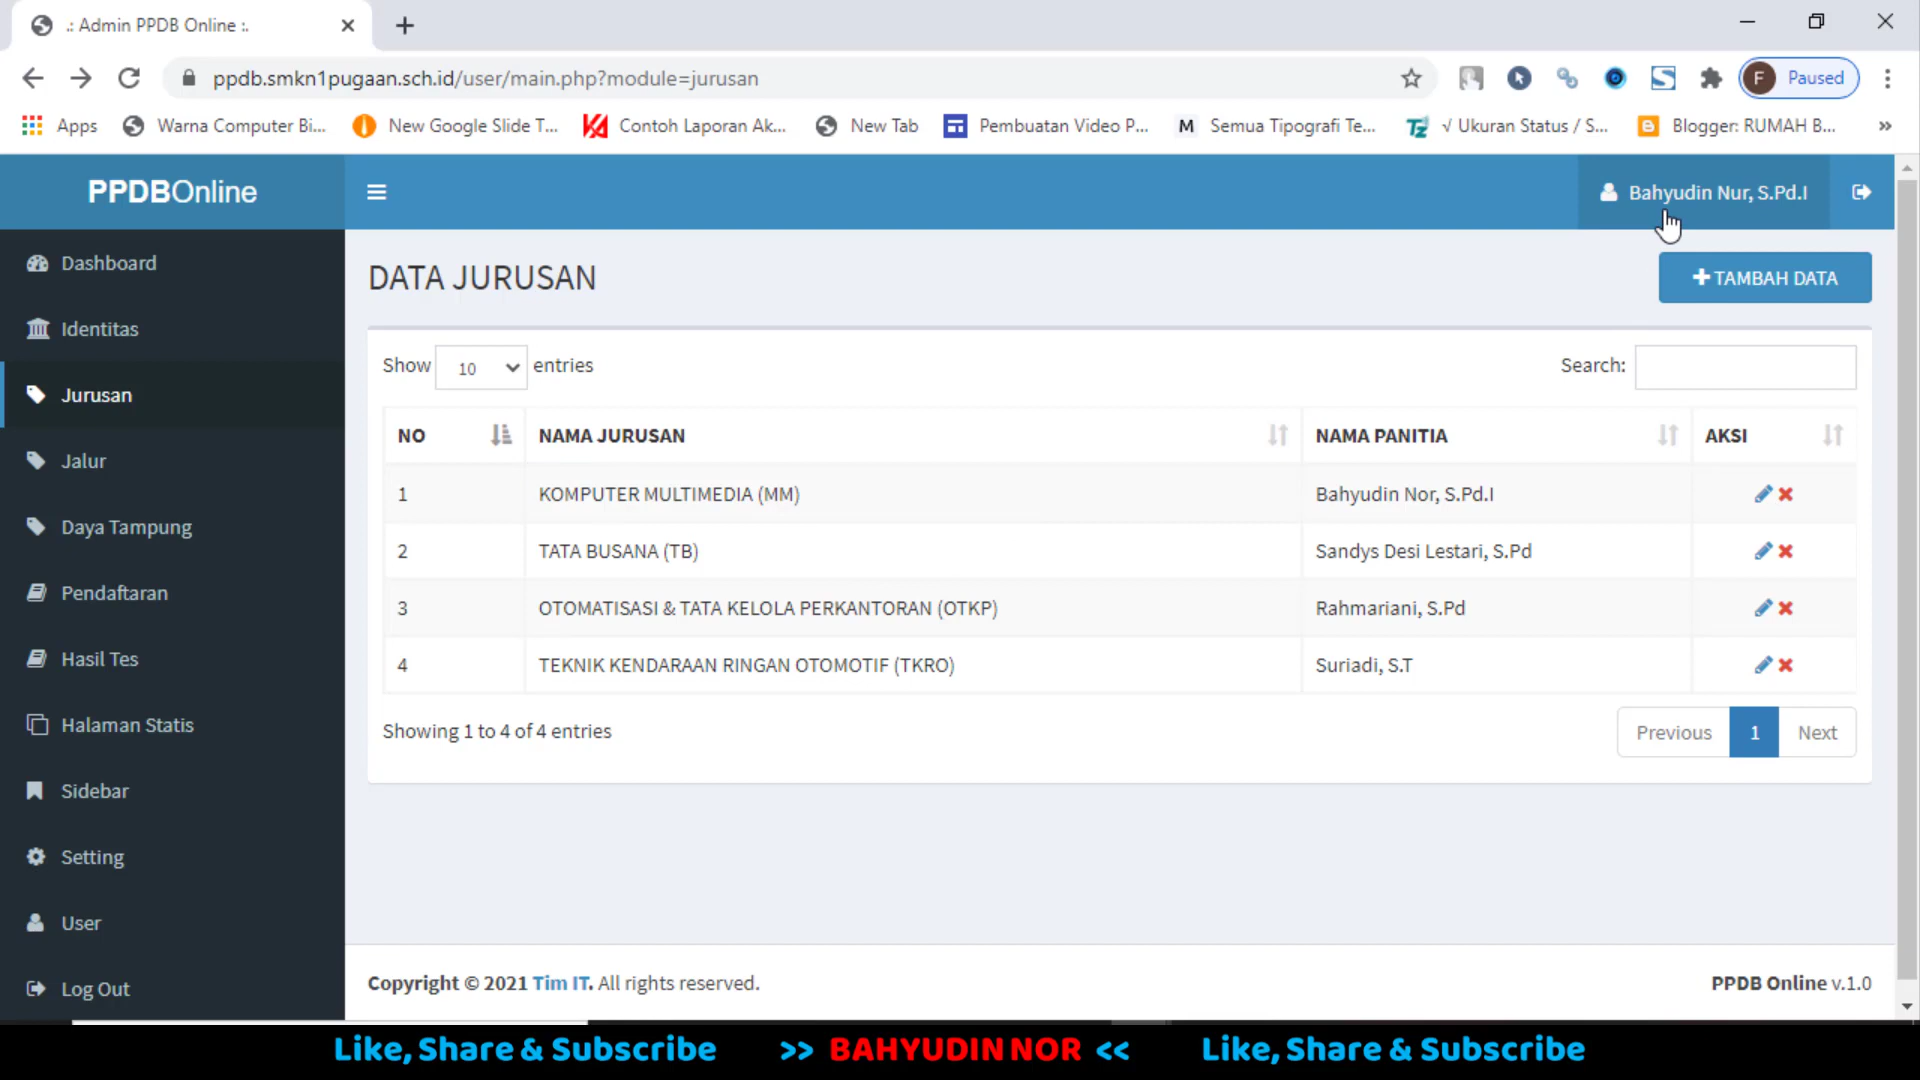 .: Admin PPDB Online :.
ppdb.smkn1pugaan.sch.id/user/main.php?module=jurusan
F Paused
Apps Warna Computer Bi... New Google Slide T... Contoh Laporan Ak... New Tab Pembuatan Video P... M Semua Tipografi Te... TZ √ Ukuran Status / S... Blogger: RUMAH B... »
PPDBOnline
Bahyudin Nur, S.Pd.I
Dashboard
Identitas
Jurusan
Jalur
Daya Tampung
Pendaftaran
Hasil Tes
Halaman Statis
Sidebar
Setting
User
Log Out
DATA JURUSAN
+TAMBAH DATA
Show 10 entries
Search:
NO NAMA JURUSAN NAMA PANITIA AKSI
1 KOMPUTER MULTIMEDIA (MM) Bahyudin Nor, S.Pd.I
2 TATA BUSANA (TB) Sandys Desi Lestari, S.Pd
3 OTOMATISASI & TATA KELOLA PERKANTORAN (OTKP) Rahmariani, S.Pd
4 TEKNIK KENDARAAN RINGAN OTOMOTIF (TKRO) Suriadi, S.T
Showing 1 to 4 of 4 entries
Previous 1 Next
Copyright © 2021 Tim IT. All rights reserved.
PPDB Online v.1.0
Like, Share & Subscribe >> BAHYUDIN NOR << Like, Share & Subscribe